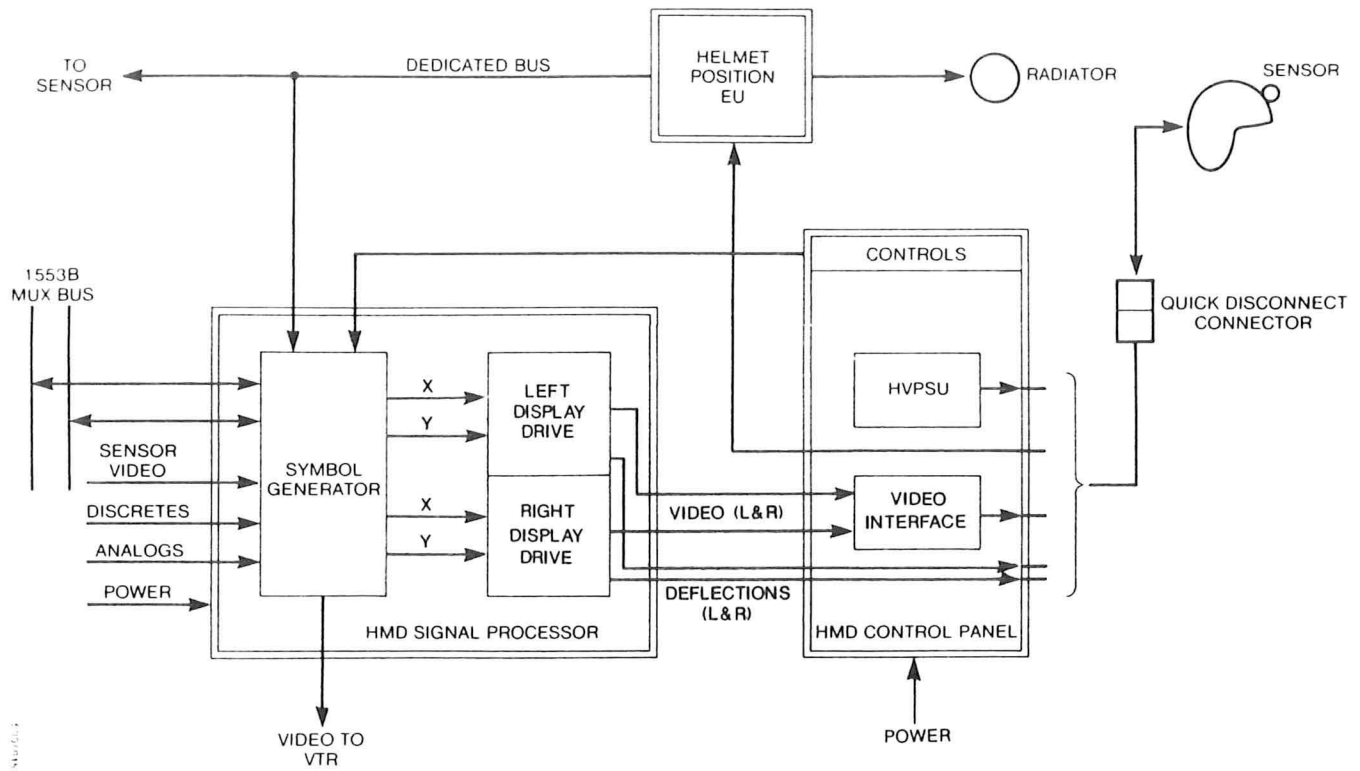 TO
SENSOR
DEDICATED BUS
HELMET
POSITION
EU
RADIATOR
SENSOR
1553B
MUX BUS
CONTROLS
QUICK DISCONNECT
CONNECTOR
HVPSU
SENSOR
VIDEO
DISCRETES
ANALOGS
POWER
SYMBOL
GENERATOR
X
Y
X
Y
LEFT
DISPLAY
DRIVE
RIGHT
DISPLAY
DRIVE
VIDEO (L&R)
VIDEO
INTERFACE
DEFLECTIONS
(L&R)
HMD SIGNAL PROCESSOR
HMD CONTROL PANEL
VIDEO TO
VTR
POWER